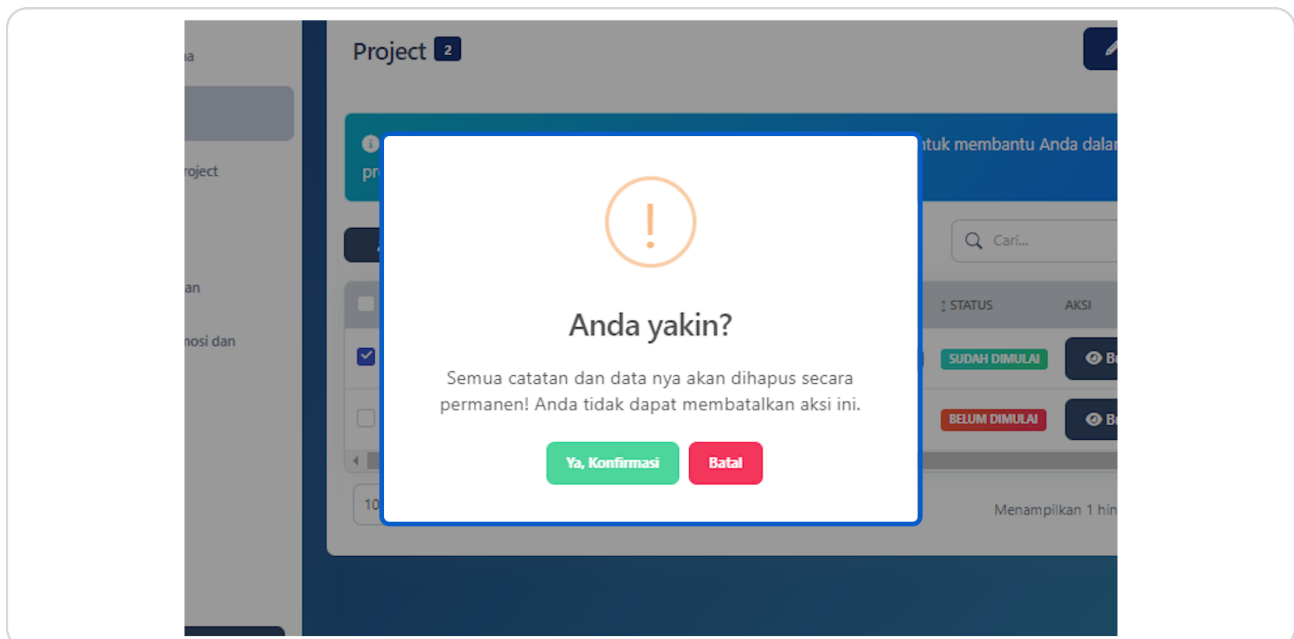 Project 2
ntuk membantu Anda dalam
roject
Cari...
an
STATUS AKSI
Anda yakin?
nosi dan
SUDAH DIMULAI
Semua catatan dan data nya akan dihapus secara
permanen! Anda tidak dapat membatalkan aksi ini.
BELUM DIMULAI
Ya, Konfirmasi Batal
10
Menampilkan 1 hin